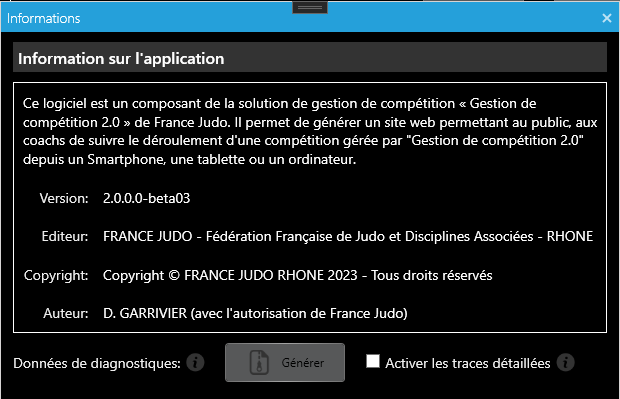 Informations
Information sur l'application
Ce logiciel est un composant de la solution de gestion de compétition « Gestion de
compétition 2.0 » de France Judo. Il permet de générer un site web permettant au public, aux
coachs de suivre le déroulement d'une compétition gérée par "Gestion de compétition 2.0"
depuis un Smartphone, une tablette ou un ordinateur.
Version: 2.0.0.0-beta03
Editeur: FRANCE JUDO - Fédération Française de Judo et Disciplines Associées - RHONE
Copyright: Copyright © FRANCE JUDO RHONE 2023 - Tous droits réservés
Auteur: D. GARRIVIER (avec l'autorisation de France Judo)
Données de diagnostiques: Générer Activer les traces détaillées